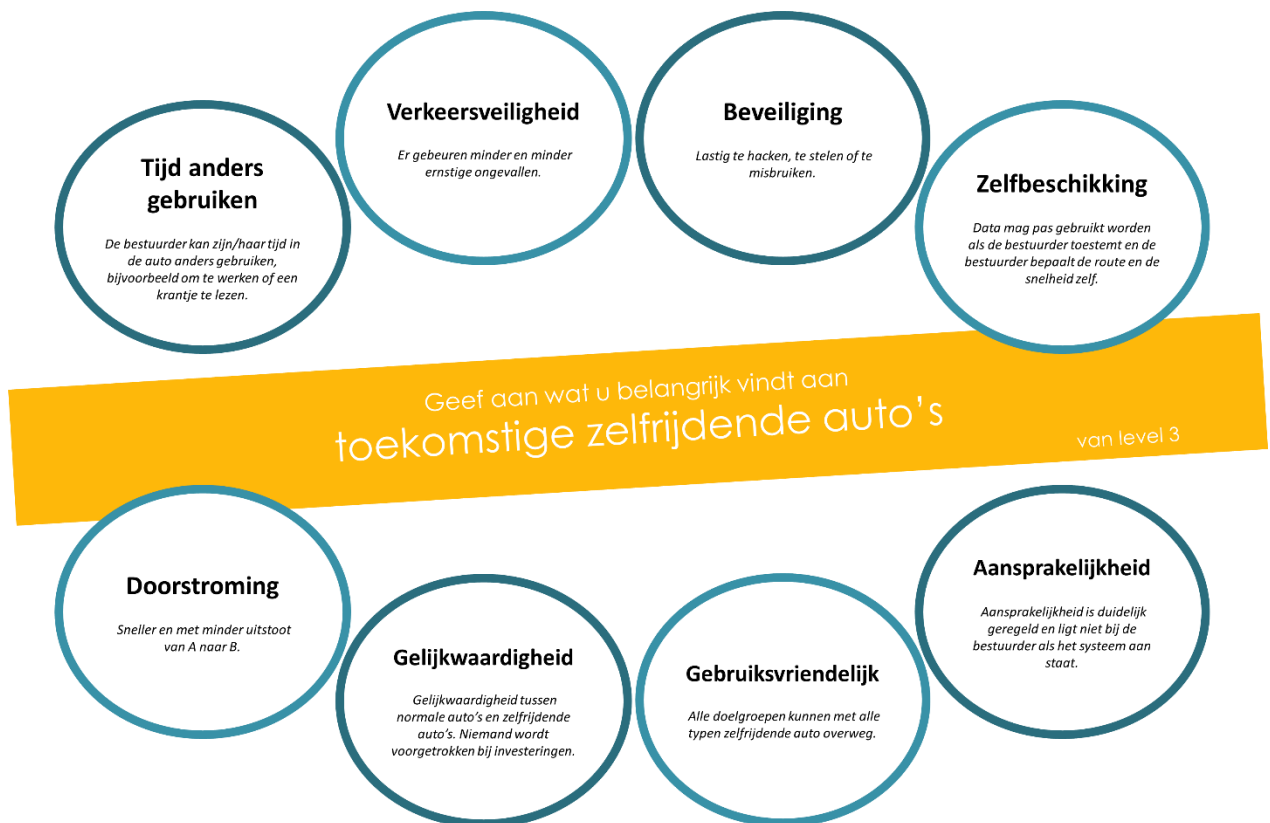 Tijd anders
gebruiken
De bestuurder kan zijn/haar tijd in
de auto anders gebruiken,
bijvoorbeeld om te werken of een
krantje te lezen.
Verkeersveiligheid
Er gebeuren minder en minder
ernstige ongevallen.
Beveiliging
Lastig te hacken, te stelen of te
misbruiken.
Zelfbeschikking
Data mag pas gebruikt worden
als de bestuurder toestemt en de
bestuurder bepaalt de route en de
snelheid zelf.
Geef aan wat u belangrijk vindt aan
toekomstige zelfrijdende auto's
van level 3
Doorstroming
Sneller en met minder uitstoot
van A naar B.
Gelijkwaardigheid
Gelijkwaardigheid tussen
normale auto's en zelfrijdende
auto's. Niemand wordt
voorgetrokken bij investeringen.
Gebruiksvriendelijk
Alle doelgroepen kunnen met alle
typen zelfrijdende auto overweg.
Aansprakelijkheid
Aansprakelijkheid is duidelijk
geregeld en ligt niet bij de
bestuurder als het systeem aan
staat.